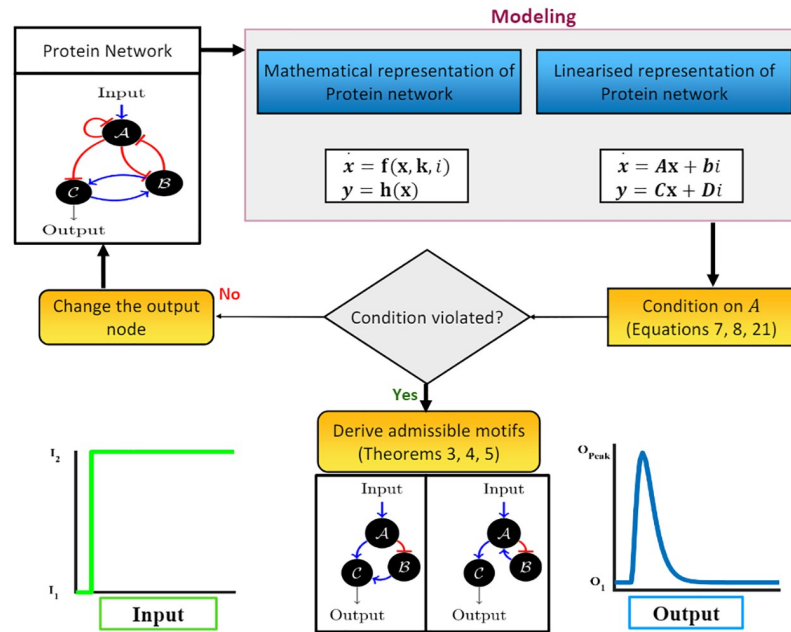 Modeling
Protein Network
Input
𝒜
ℬ
𝒞
Output
Mathematical representation of
Protein network
Linearised representation of
Protein network
ẋ = f(x, k, i)
y = h(x)
ẋ = Ax + bi
y = Cx + Di
Condition on A
(Equations 7, 8, 21)
Condition violated?
No
Change the output
node
Yes
Derive admissible motifs
(Theorems 3, 4, 5)
Input
𝒜
ℬ
𝒞
Output
Input
𝒜
ℬ
𝒞
Output
I₂
I₁
Input
O_Peak
O₁
Output